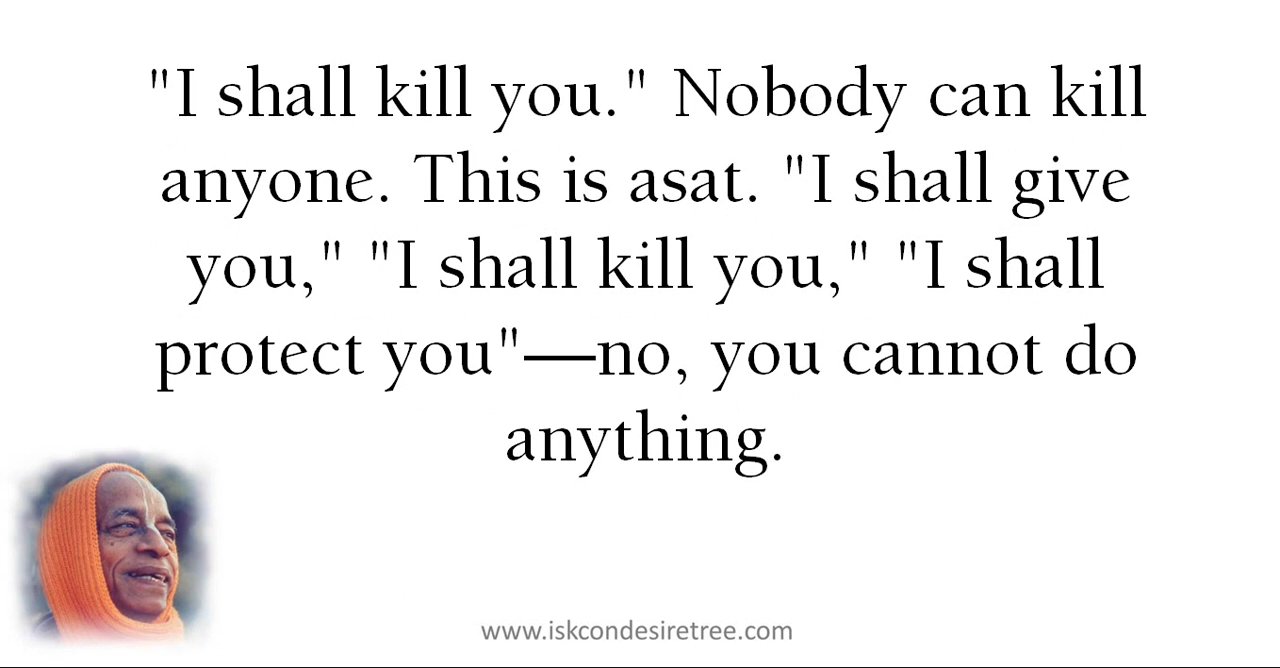 "I shall kill you." Nobody can kill
anyone. This is asat. "I shall give
you," "I shall kill you," "I shall
protect you"—no, you cannot do
anything.
www.iskcondesiretree.com